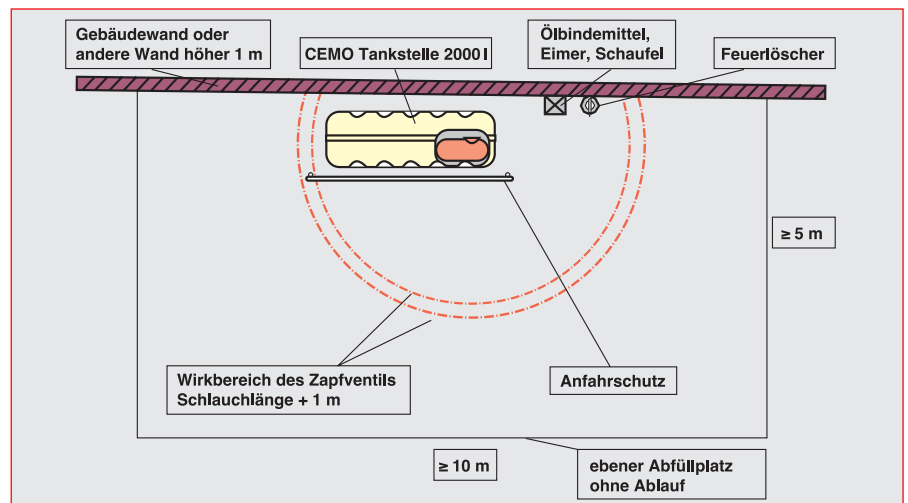 Gebäudewand oder
andere Wand höher 1 m
CEMO Tankstelle 2000 l
Ölbindemittel,
Eimer, Schaufel
Feuerlöscher
≥ 5 m
Wirkbereich des Zapfventils
Schlauchlänge + 1 m
Anfahrschutz
≥ 10 m
ebener Abfüllplatz
ohne Ablauf